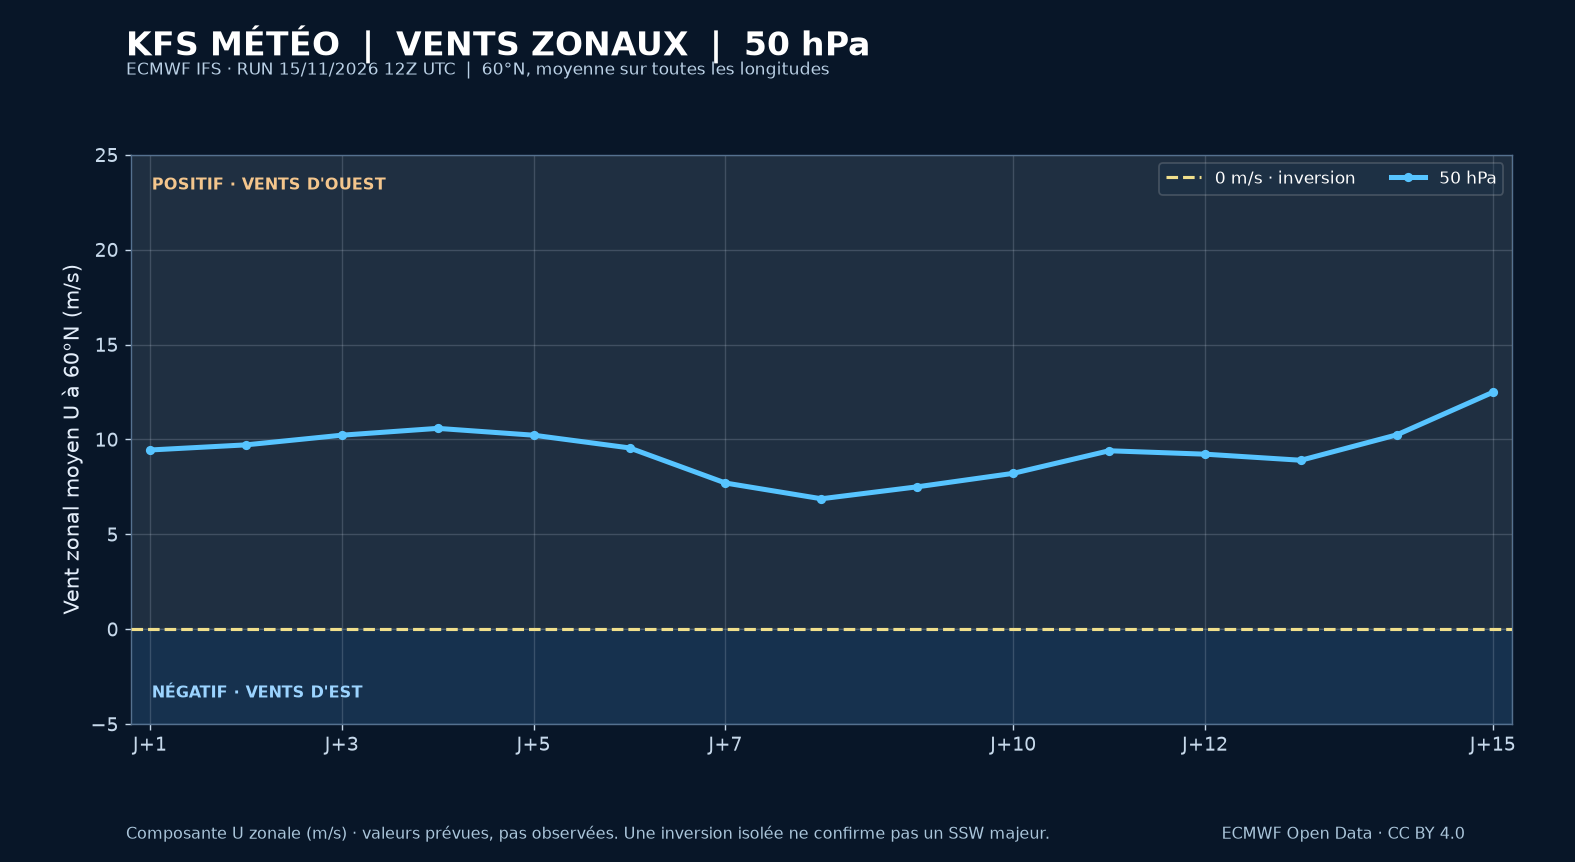 KFS MÉTÉO | VENTS ZONAUX | 50 hPa
ECMWF IFS · RUN 15/11/2026 12Z UTC | 60°N, moyenne sur toutes les longitudes
25
POSITIF · VENTS D'OUEST
0 m/s · inversion
50 hPa
20
15
10
5
0
−5
Vent zonal moyen U à 60°N (m/s)
NÉGATIF · VENTS D'EST
J+1 J+3 J+5 J+7 J+10 J+12 J+15
Composante U zonale (m/s) · valeurs prévues, pas observées. Une inversion isolée ne confirme pas un SSW majeur.
ECMWF Open Data · CC BY 4.0